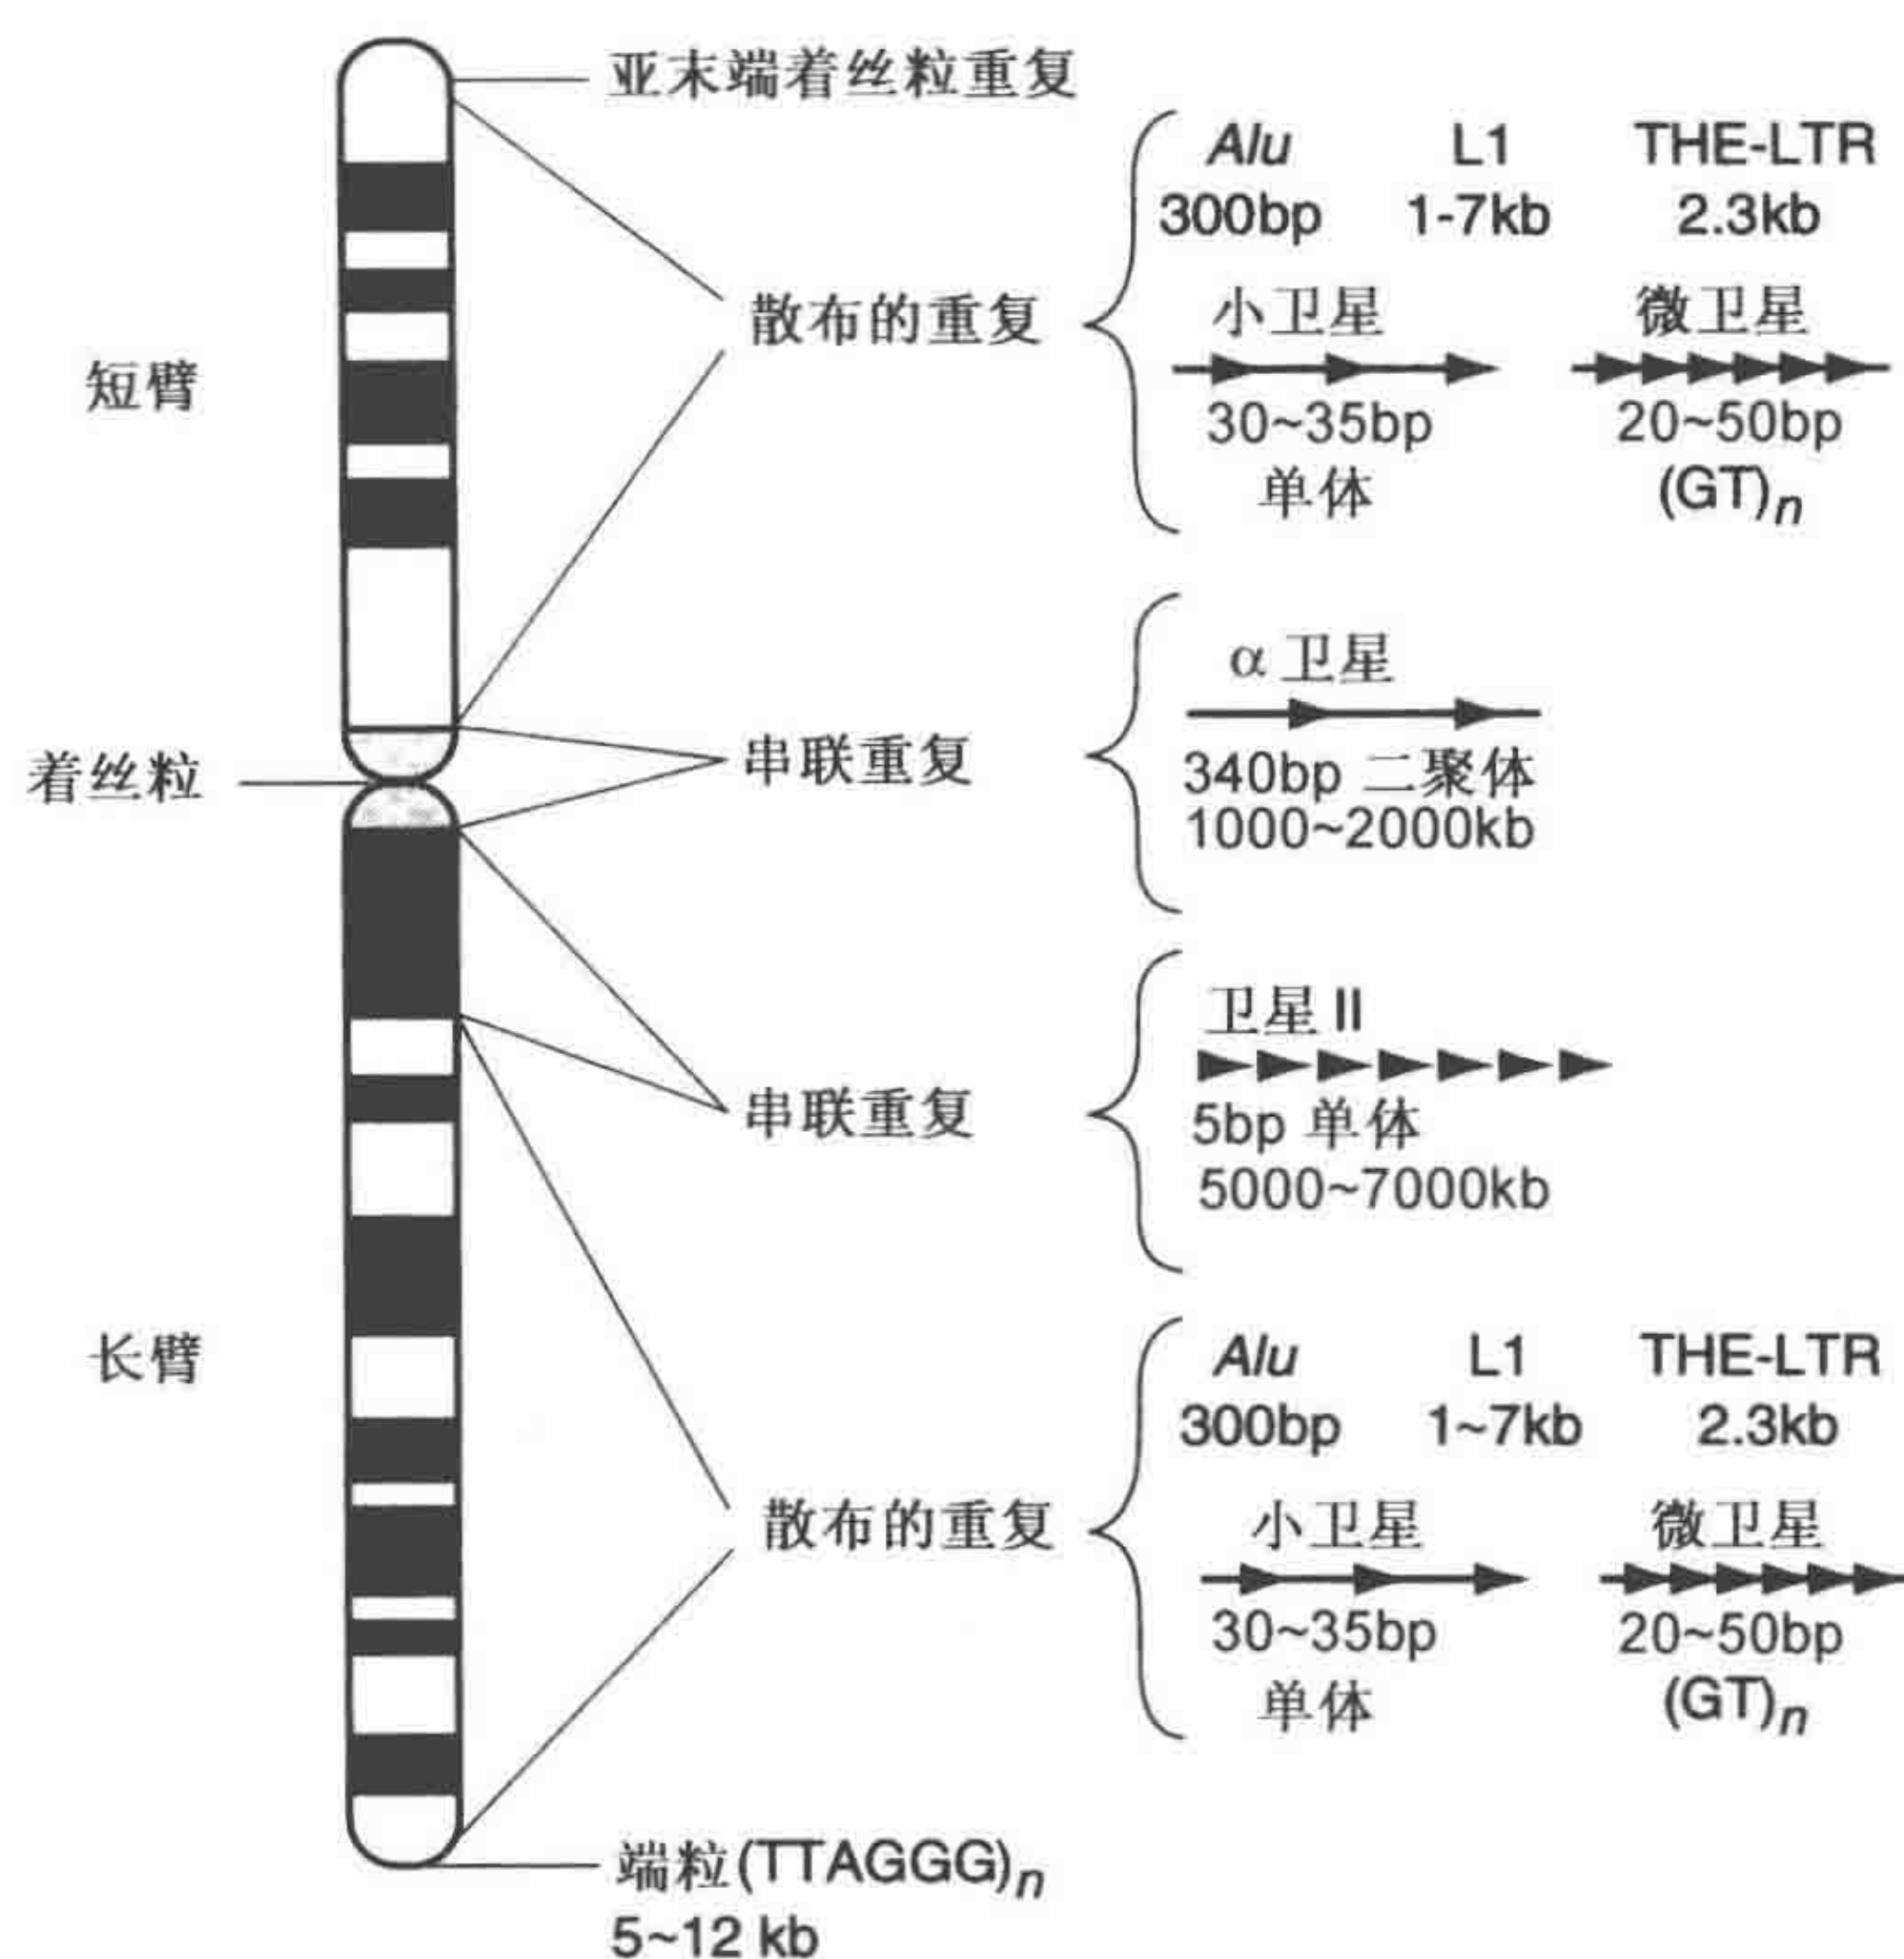 亚末端着丝粒重复
Alu L1 THE-LTR
300bp 1-7kb 2.3kb
散布的重复
小卫星 微卫星
30~35bp 20~50bp
单体 (GT)n
短臂
α 卫星
着丝粒
串联重复
340bp 二聚体
1000~2000kb
卫星 II
串联重复
5bp 单体
5000~7000kb
长臂
Alu L1 THE-LTR
300bp 1~7kb 2.3kb
散布的重复
小卫星 微卫星
30~35bp 20~50bp
单体 (GT)n
端粒(TTAGGG)n
5~12 kb